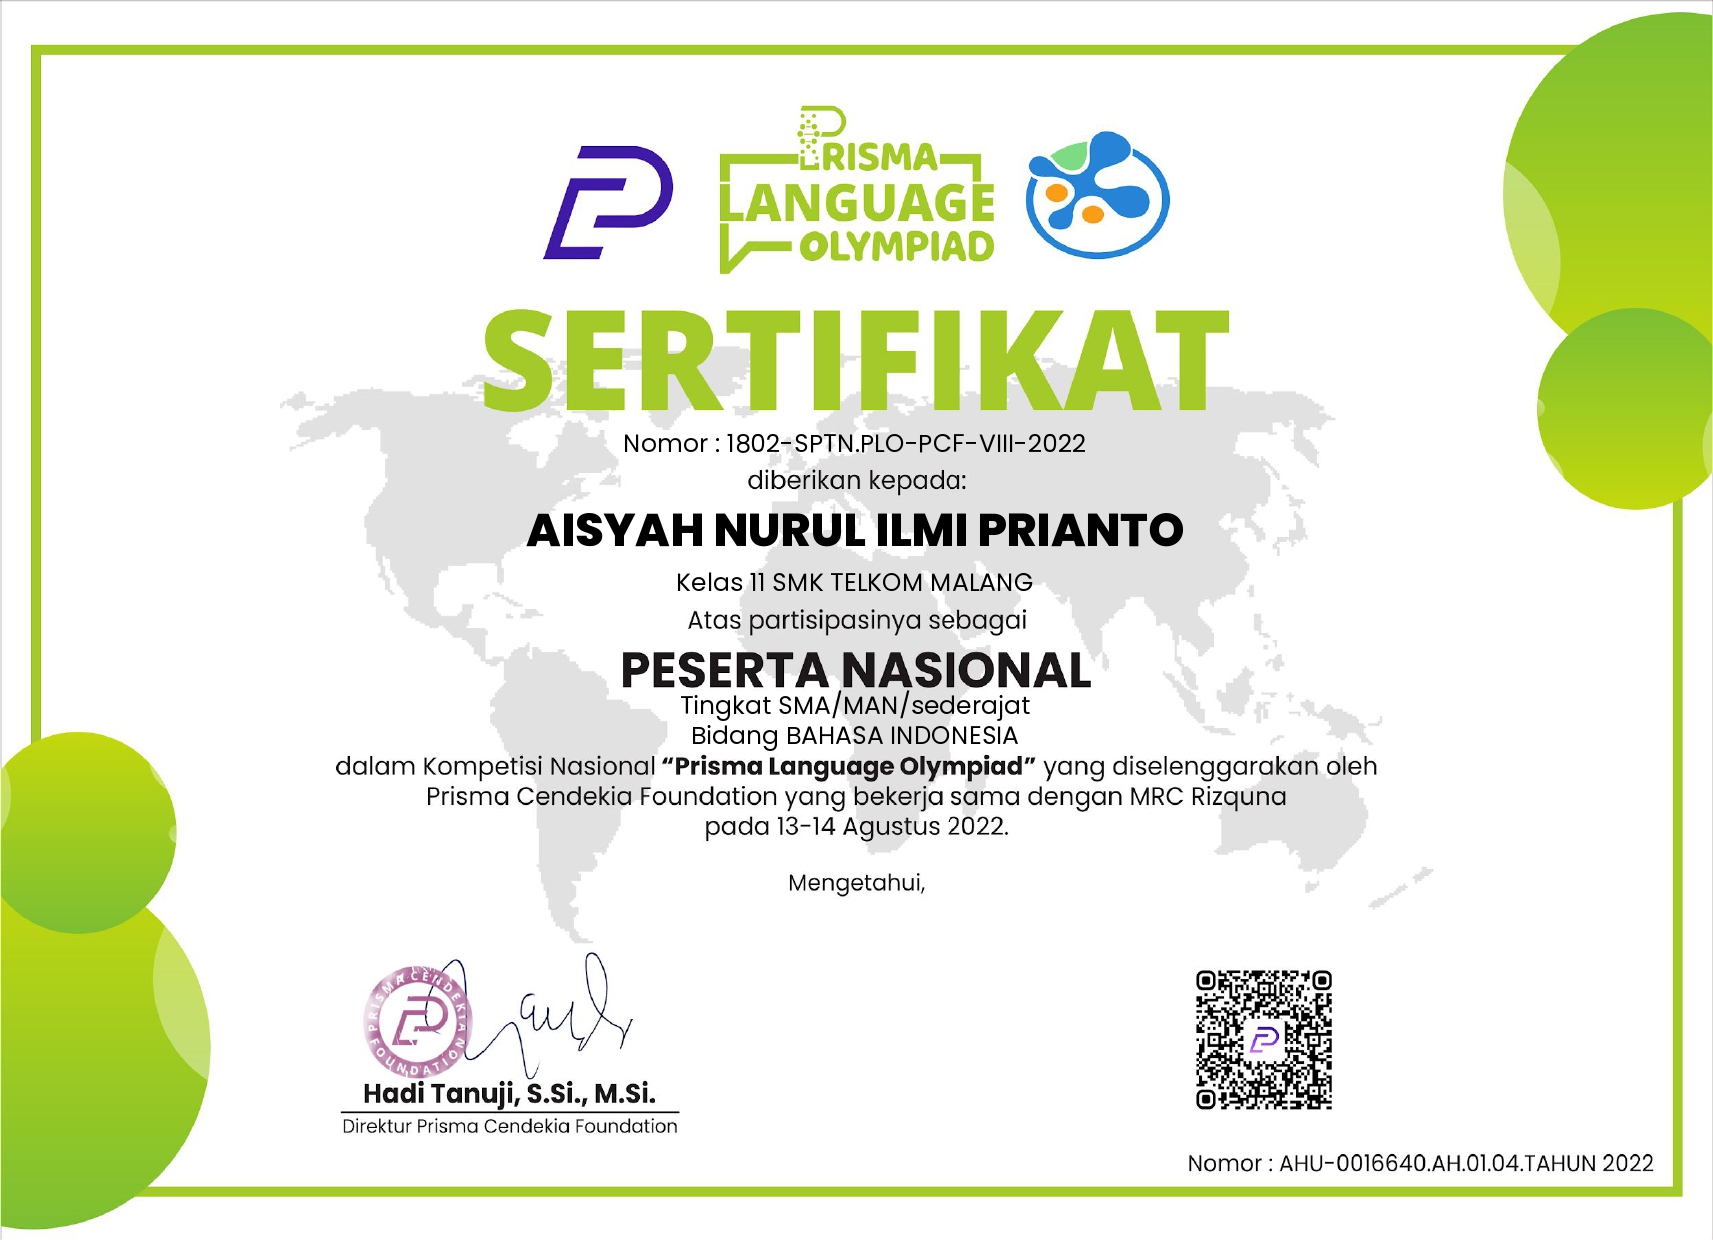 PRISMA
LANGUAGE
OLYMPIAD
SERTIFIKAT
Nomor : 1802-SPTN.PLO-PCF-VIII-2022
diberikan kepada:
AISYAH NURUL ILMI PRIANTO
Kelas 11 SMK TELKOM MALANG
Atas partisipasinya sebagai
PESERTA NASIONAL
Tingkat SMA/MAN/sederajat
Bidang BAHASA INDONESIA
dalam Kompetisi Nasional “Prisma Language Olympiad” yang diselenggarakan oleh
Prisma Cendekia Foundation yang bekerja sama dengan MRC Rizquna
pada 13-14 Agustus 2022.
Mengetahui,
PRISMA CENDEKIA
FOUNDATION
Hadi Tanuji, S.Si., M.Si.
Direktur Prisma Cendekia Foundation
Nomor : AHU-0016640.AH.01.04.TAHUN 2022